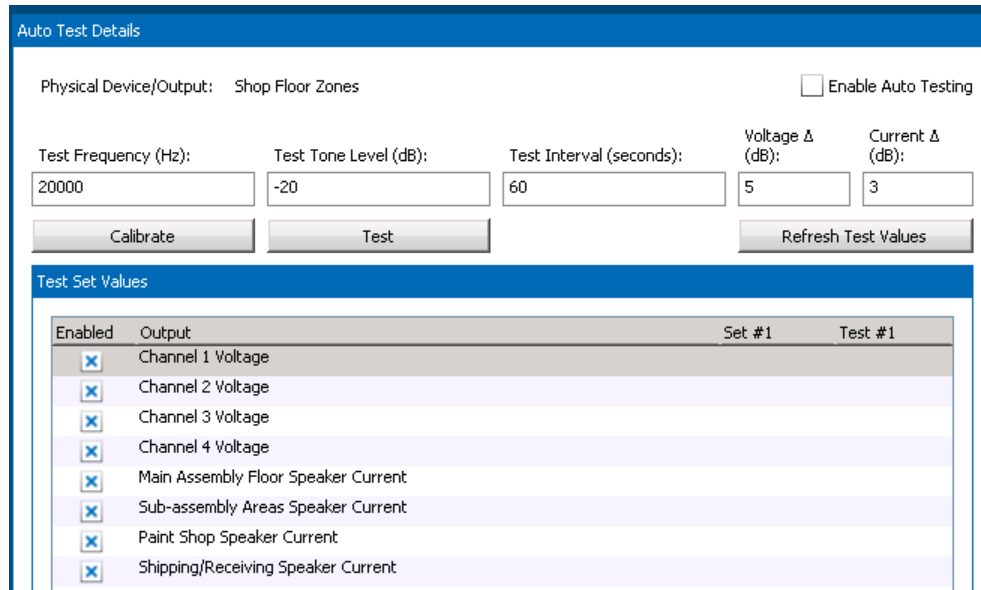 Auto Test Details
Physical Device/Output: Shop Floor Zones
Enable Auto Testing
Test Frequency (Hz):
Test Tone Level (dB):
Test Interval (seconds):
Voltage Δ
(dB):
Current Δ
(dB):
20000
-20
60
5
3
Calibrate
Test
Refresh Test Values
Test Set Values
Enabled Output Set #1 Test #1
Channel 1 Voltage
Channel 2 Voltage
Channel 3 Voltage
Channel 4 Voltage
Main Assembly Floor Speaker Current
Sub-assembly Areas Speaker Current
Paint Shop Speaker Current
Shipping/Receiving Speaker Current